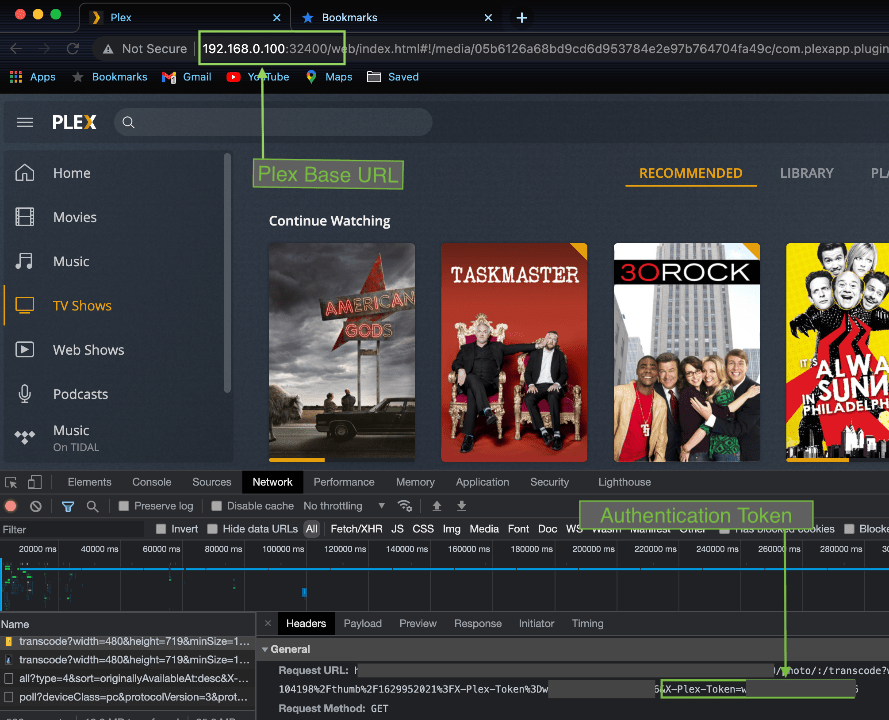 Plex
Bookmarks
Not Secure
192.168.0.100:32400/web/index.html#!/media/05b6126a68bd9cd6d953784e2e97b764704fa49c/com.plexapp.plugin
Apps
Bookmarks
Gmail
YouTube
Maps
Saved
PLEX
Plex Base URL
Home
Movies
Music
TV Shows
Web Shows
Podcasts
Music
On TIDAL
RECOMMENDED
LIBRARY
PL
Continue Watching
AMERICAN
GODS
TASKMASTER
30 ROCK
IT'S
ALWA
IN SUNN
PHILADELPH
Elements
Console
Sources
Network
Performance
Memory
Application
Security
Lighthouse
Preserve log
Disable cache
No throttling
Authentication Token
Filter
Invert
Hide data URLs
All
Fetch/XHR
JS
CSS
Img
Media
Font
Doc
WS
Wasm
Manifest
Other
Has blocked cookies
Blocke
20000 ms
40000 ms
60000 ms
80000 ms
100000 ms
120000 ms
140000 ms
160000 ms
180000 ms
200000 ms
220000 ms
240000 ms
260000 ms
280000 ms
Name
transcode?width=480&height=719&minSize=1...
transcode?width=480&height=719&minSize=1...
all?type=4&sort=originallyAvailableAt:desc&X-...
poll?deviceClass=pc&protocolVersion=3&prot...
Headers
Payload
Preview
Response
Initiator
Timing
General
Request URL: h
/photo/:/transcode?w
104198%2Fthumb%2F1629952021%3FX-Plex-Token%3Dw
6&X-Plex-Token=w
Request Method: GET